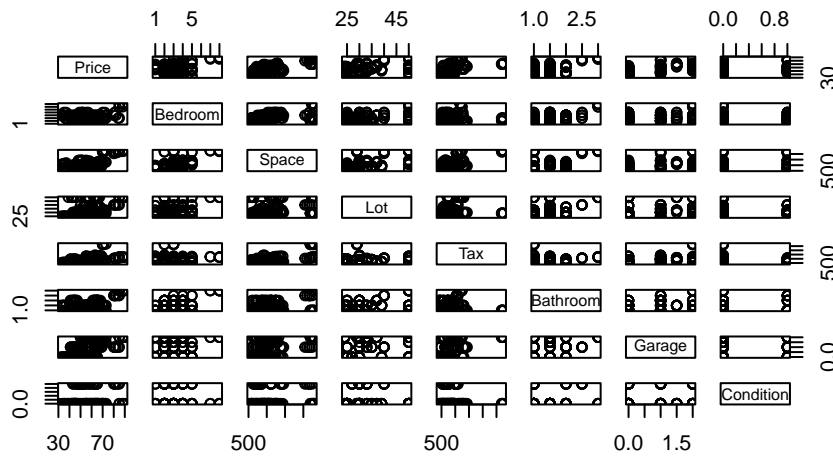 1 5 25 45 1.0 2.5 0.0 0.8
Price 30
1 Bedroom
Space 500
25 Lot
Tax 500
1.0 Bathroom
Garage 0.0
0.0 Condition
30 70 500 500 0.0 1.5